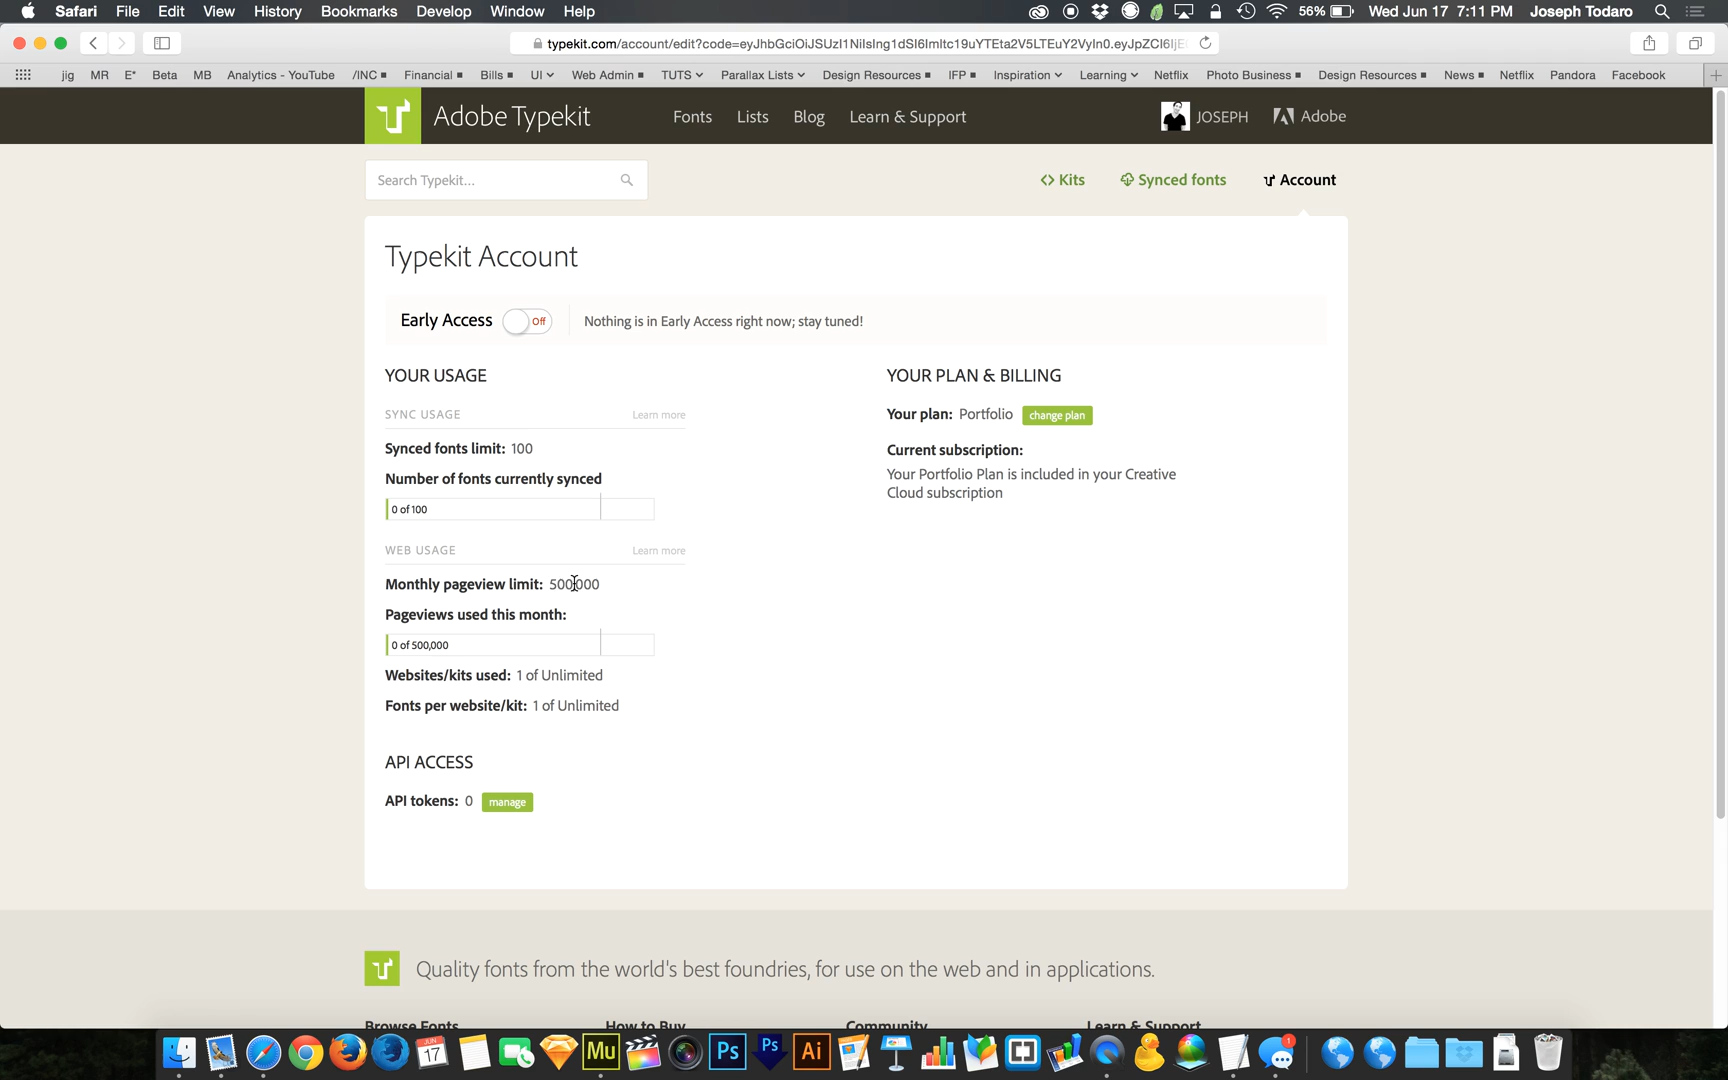 Safari File Edit View History Bookmarks Develop Window Help 56% Wed Jun 17 7:11 PM Joseph Todaro
jig MR E* Beta MB Analytics - YouTube /INC Financial Bills UI Web Admin TUTS Parallax Lists Design Resources IFP Inspiration Learning Netflix Photo Business Design Resources News Netflix Pandora Facebook
Adobe Typekit Fonts Lists Blog Learn & Support JOSEPH Adobe
Search Typekit... Kits Synced fonts Account
Typekit Account
Early Access Off Nothing is in Early Access right now; stay tuned!
YOUR USAGE
SYNC USAGE Learn more
Synced fonts limit: 100
Number of fonts currently synced
0 of 100
WEB USAGE Learn more
Monthly pageview limit: 500,000
Pageviews used this month:
0 of 500,000
Websites/kits used: 1 of Unlimited
Fonts per website/kit: 1 of Unlimited
API ACCESS
API tokens: 0 manage
YOUR PLAN & BILLING
Your plan: Portfolio change plan
Current subscription:
Your Portfolio Plan is included in your Creative
Cloud subscription
Quality fonts from the world's best foundries, for use on the web and in applications.
Browse Fonts How to Buy Community Learn & Support
JUN 17 Mu Ps Ps Ai 1